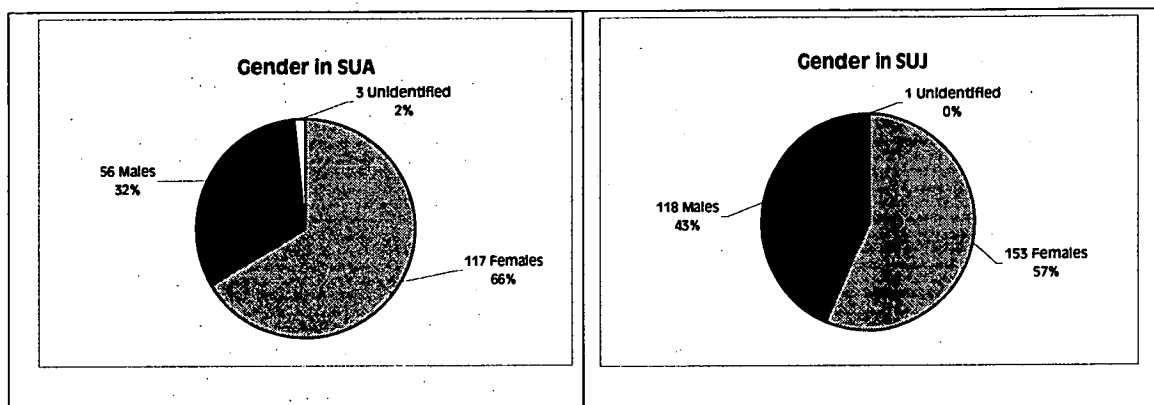 Gender in SUA
3 Unidentified
2%
56 Males
32%
117 Females
66%
Gender in SUJ
1 Unidentified
0%
118 Males
43%
153 Females
57%